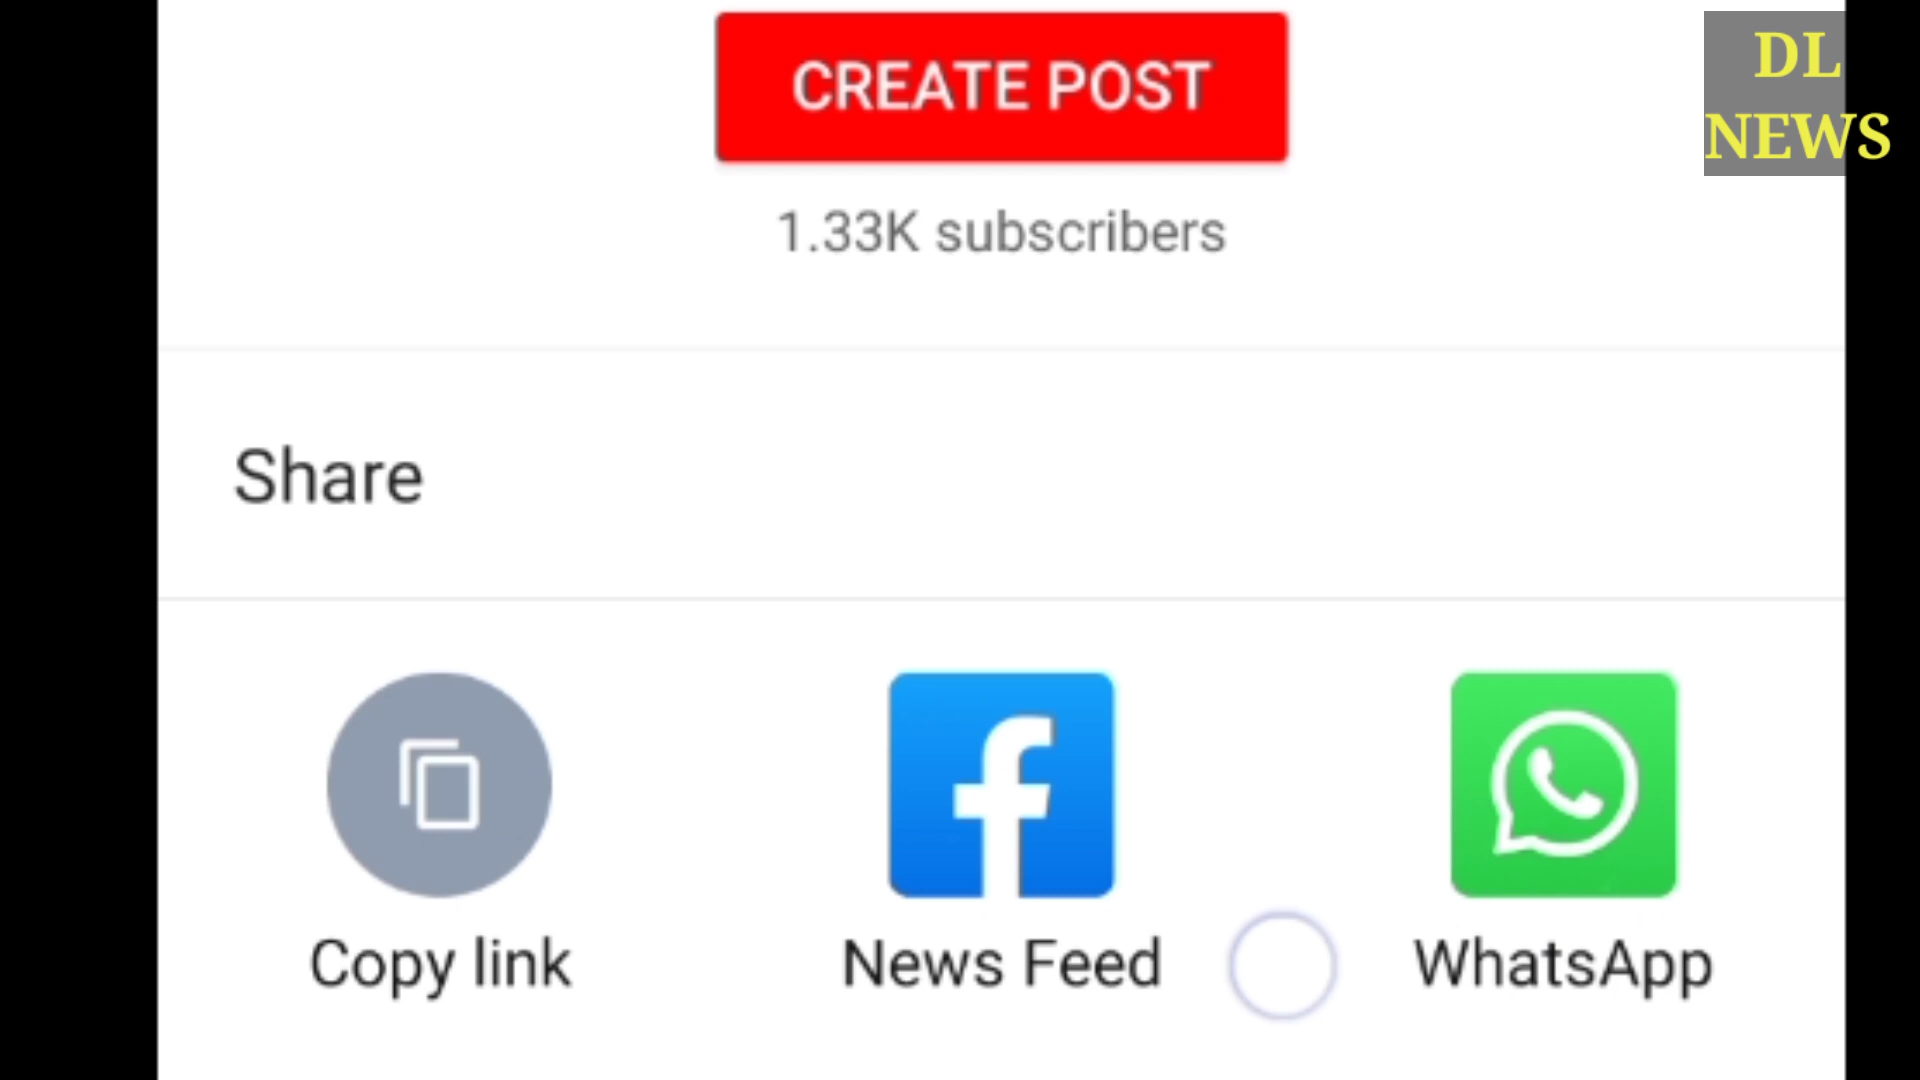 CREATE POST
DL
NEWS
1.33K subscribers
Share
Copy link
News Feed
WhatsApp